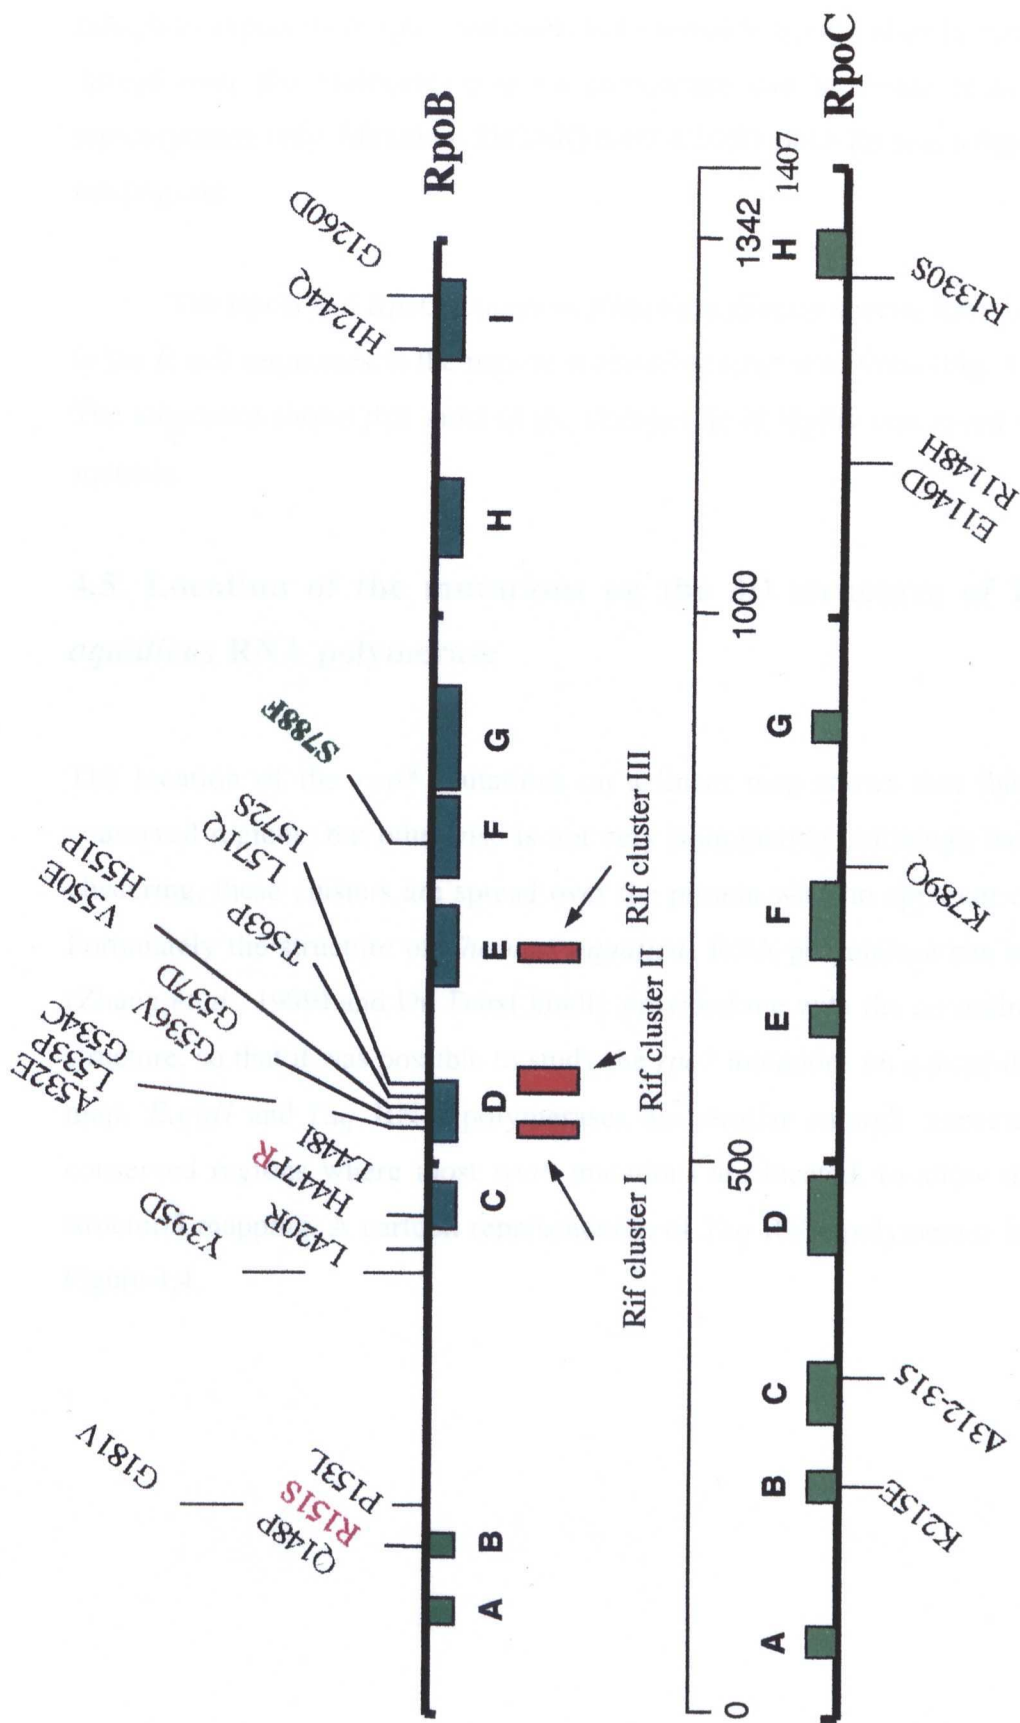 RpoB
G181V
Q148P
R151S
P153L
Y395D
L420R
H447PR
L448I
A532E
L533P
G534C
G536V
G537D
V550E
H551P
T563P
L571Q
I572S
S788F
H1244Q
G1260D
A B C D E F G H I
Rif cluster I
Rif cluster II
Rif cluster III
0 500 1000 1342 1407
A B C D E F G H
RpoC
K215E
Δ312-315
K789Q
E1146D
R1148H
R1330S